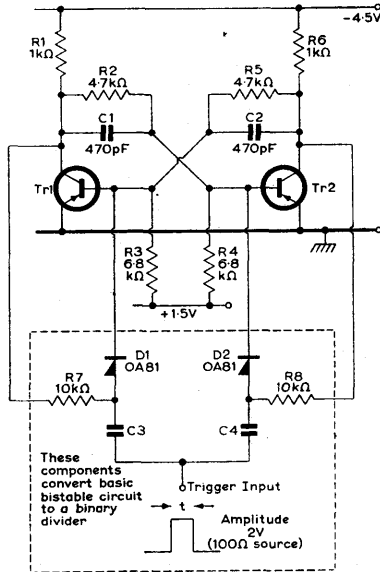 −4.5V
R1
1kΩ
R6
1kΩ
R2
4.7kΩ
R5
4.7kΩ
C1
470pF
C2
470pF
Tr1
Tr2
R3
6.8
kΩ
R4
6.8
kΩ
+1.5V
D1
OA81
D2
OA81
R7
10kΩ
R8
10kΩ
C3
C4
These
components
convert basic
bistable circuit
to a binary
divider
Trigger Input
t
Amplitude
2V
(100Ω source)